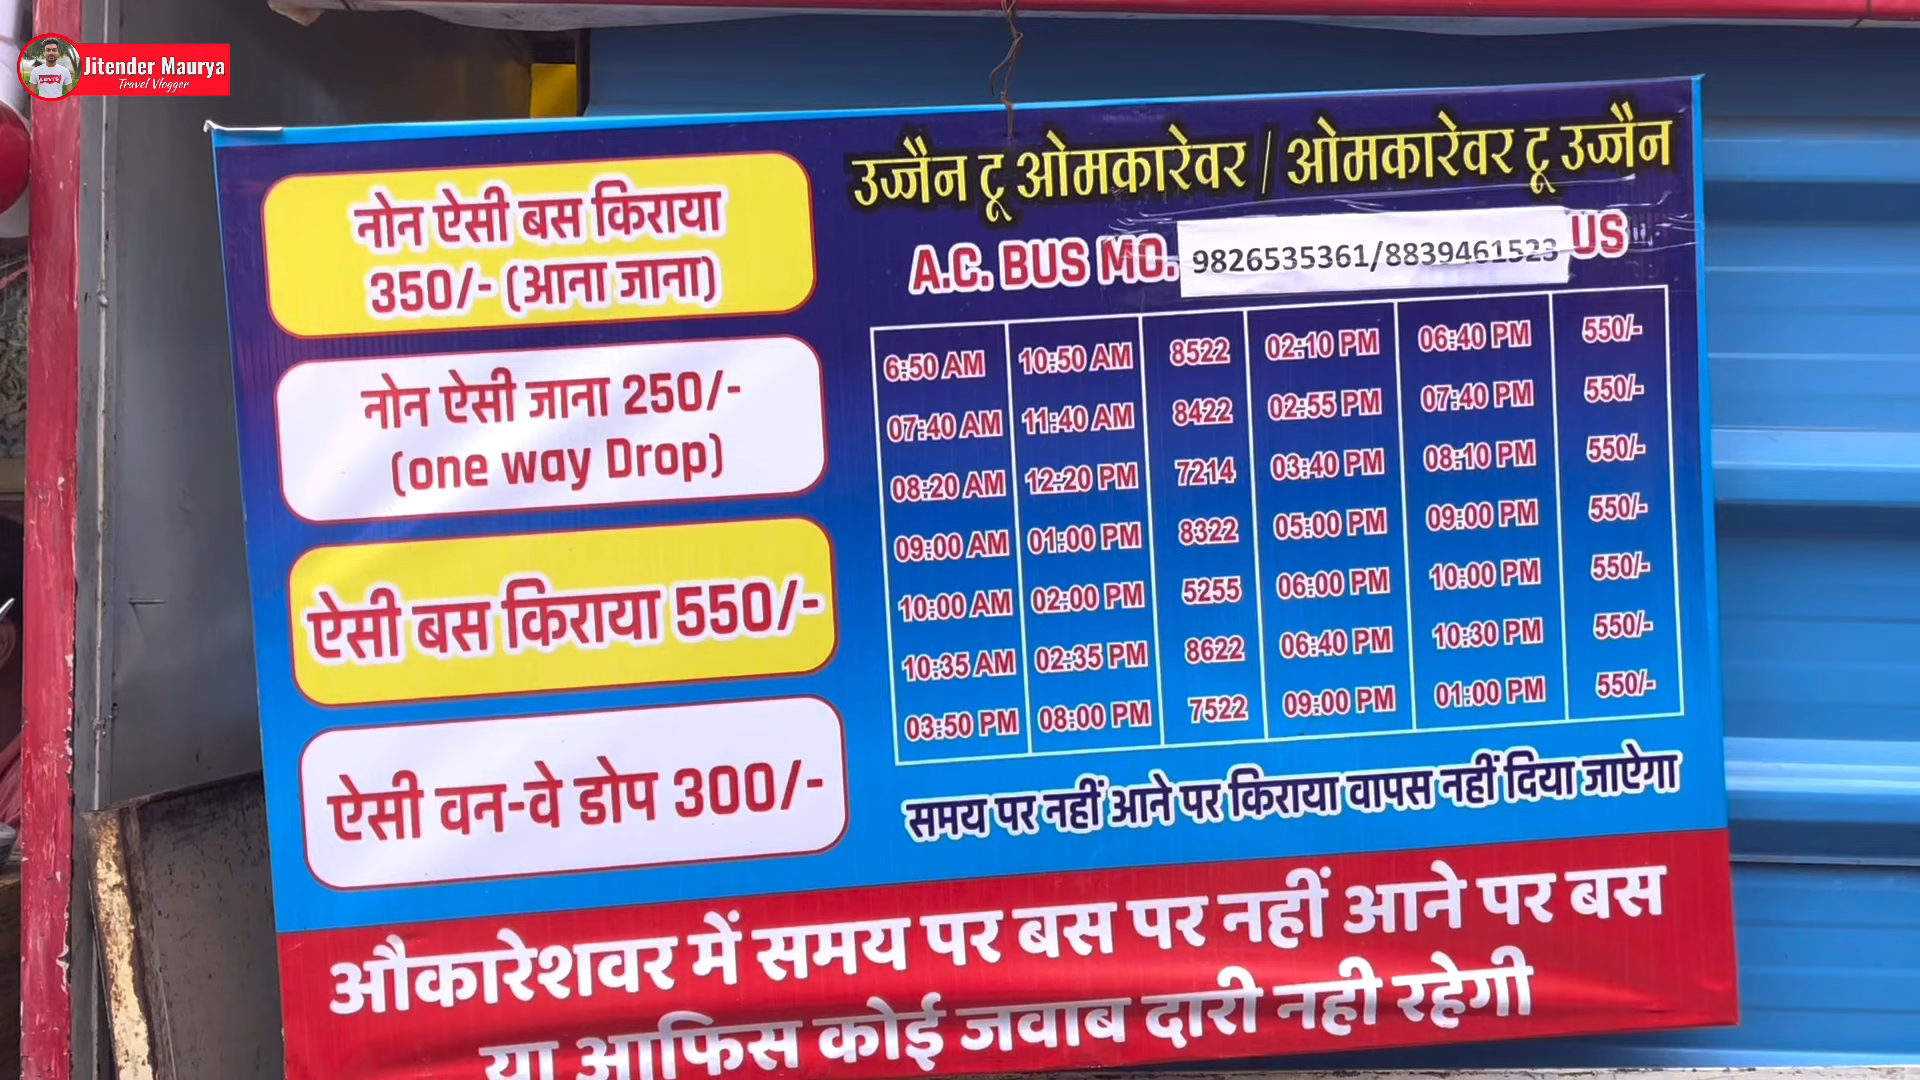 Jitender Maurya
Travel Vlogger
नोन ऐसी बस किराया
350/- (आना जाना)
नोन ऐसी जाना 250/-
(one way Drop)
ऐसी बस किराया 550/-
ऐसी वन-वे डोप 300/-
उज्जैन टू ओमकारेवर / ओमकारेवर टू उज्जैन
A.C. BUS MO. 9826535361/8839461523 US
6:50 AM 10:50 AM 8522 02:10 PM 06:40 PM 550/-
07:40 AM 11:40 AM 8422 02:55 PM 07:40 PM 550/-
08:20 AM 12:20 PM 7214 03:40 PM 08:10 PM 550/-
09:00 AM 01:00 PM 8322 05:00 PM 09:00 PM 550/-
10:00 AM 02:00 PM 5255 06:00 PM 10:00 PM 550/-
10:35 AM 02:35 PM 8622 06:40 PM 10:30 PM 550/-
03:50 PM 08:00 PM 7522 09:00 PM 01:00 PM 550/-
समय पर नहीं आने पर किराया वापस नहीं दिया जाऐगा
औकारेशवर में समय पर बस पर नहीं आने पर बस
या आफिस कोई जवाब दारी नही रहेगी